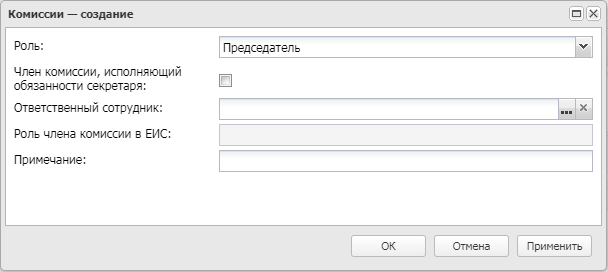 Комиссии — создание
Роль:
Председатель
Член комиссии, исполняющий
обязанности секретаря:
Ответственный сотрудник:
Роль члена комиссии в ЕИС:
Примечание:
ОК
Отмена
Применить